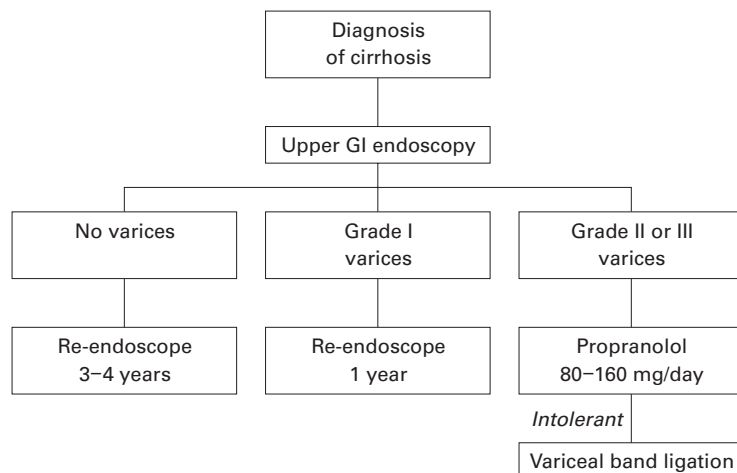 Diagnosis
of cirrhosis
Upper GI endoscopy
No varices
Grade I
varices
Grade II or III
varices
Re-endoscope
3–4 years
Re-endoscope
1 year
Propranolol
80–160 mg/day
Intolerant
Variceal band ligation